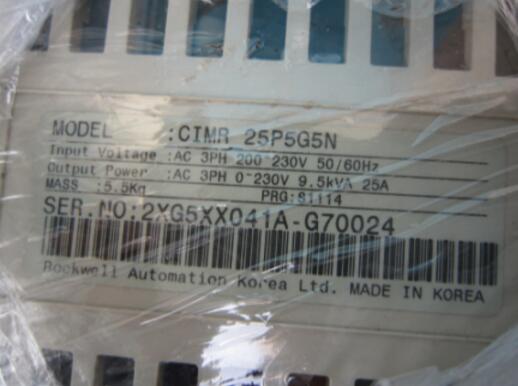 MODEL :CIMR 25P5G5N
Input Voltage :AC 3PH 200~230V 50/60Hz
Output Power :AC 3PH 0~230V 9.5kVA 25A
MASS :5.5Kg PRG:S1114
SER.NO:2XG5XX041A-G70024
Rockwell Automation Korea Ltd. MADE IN KOREA